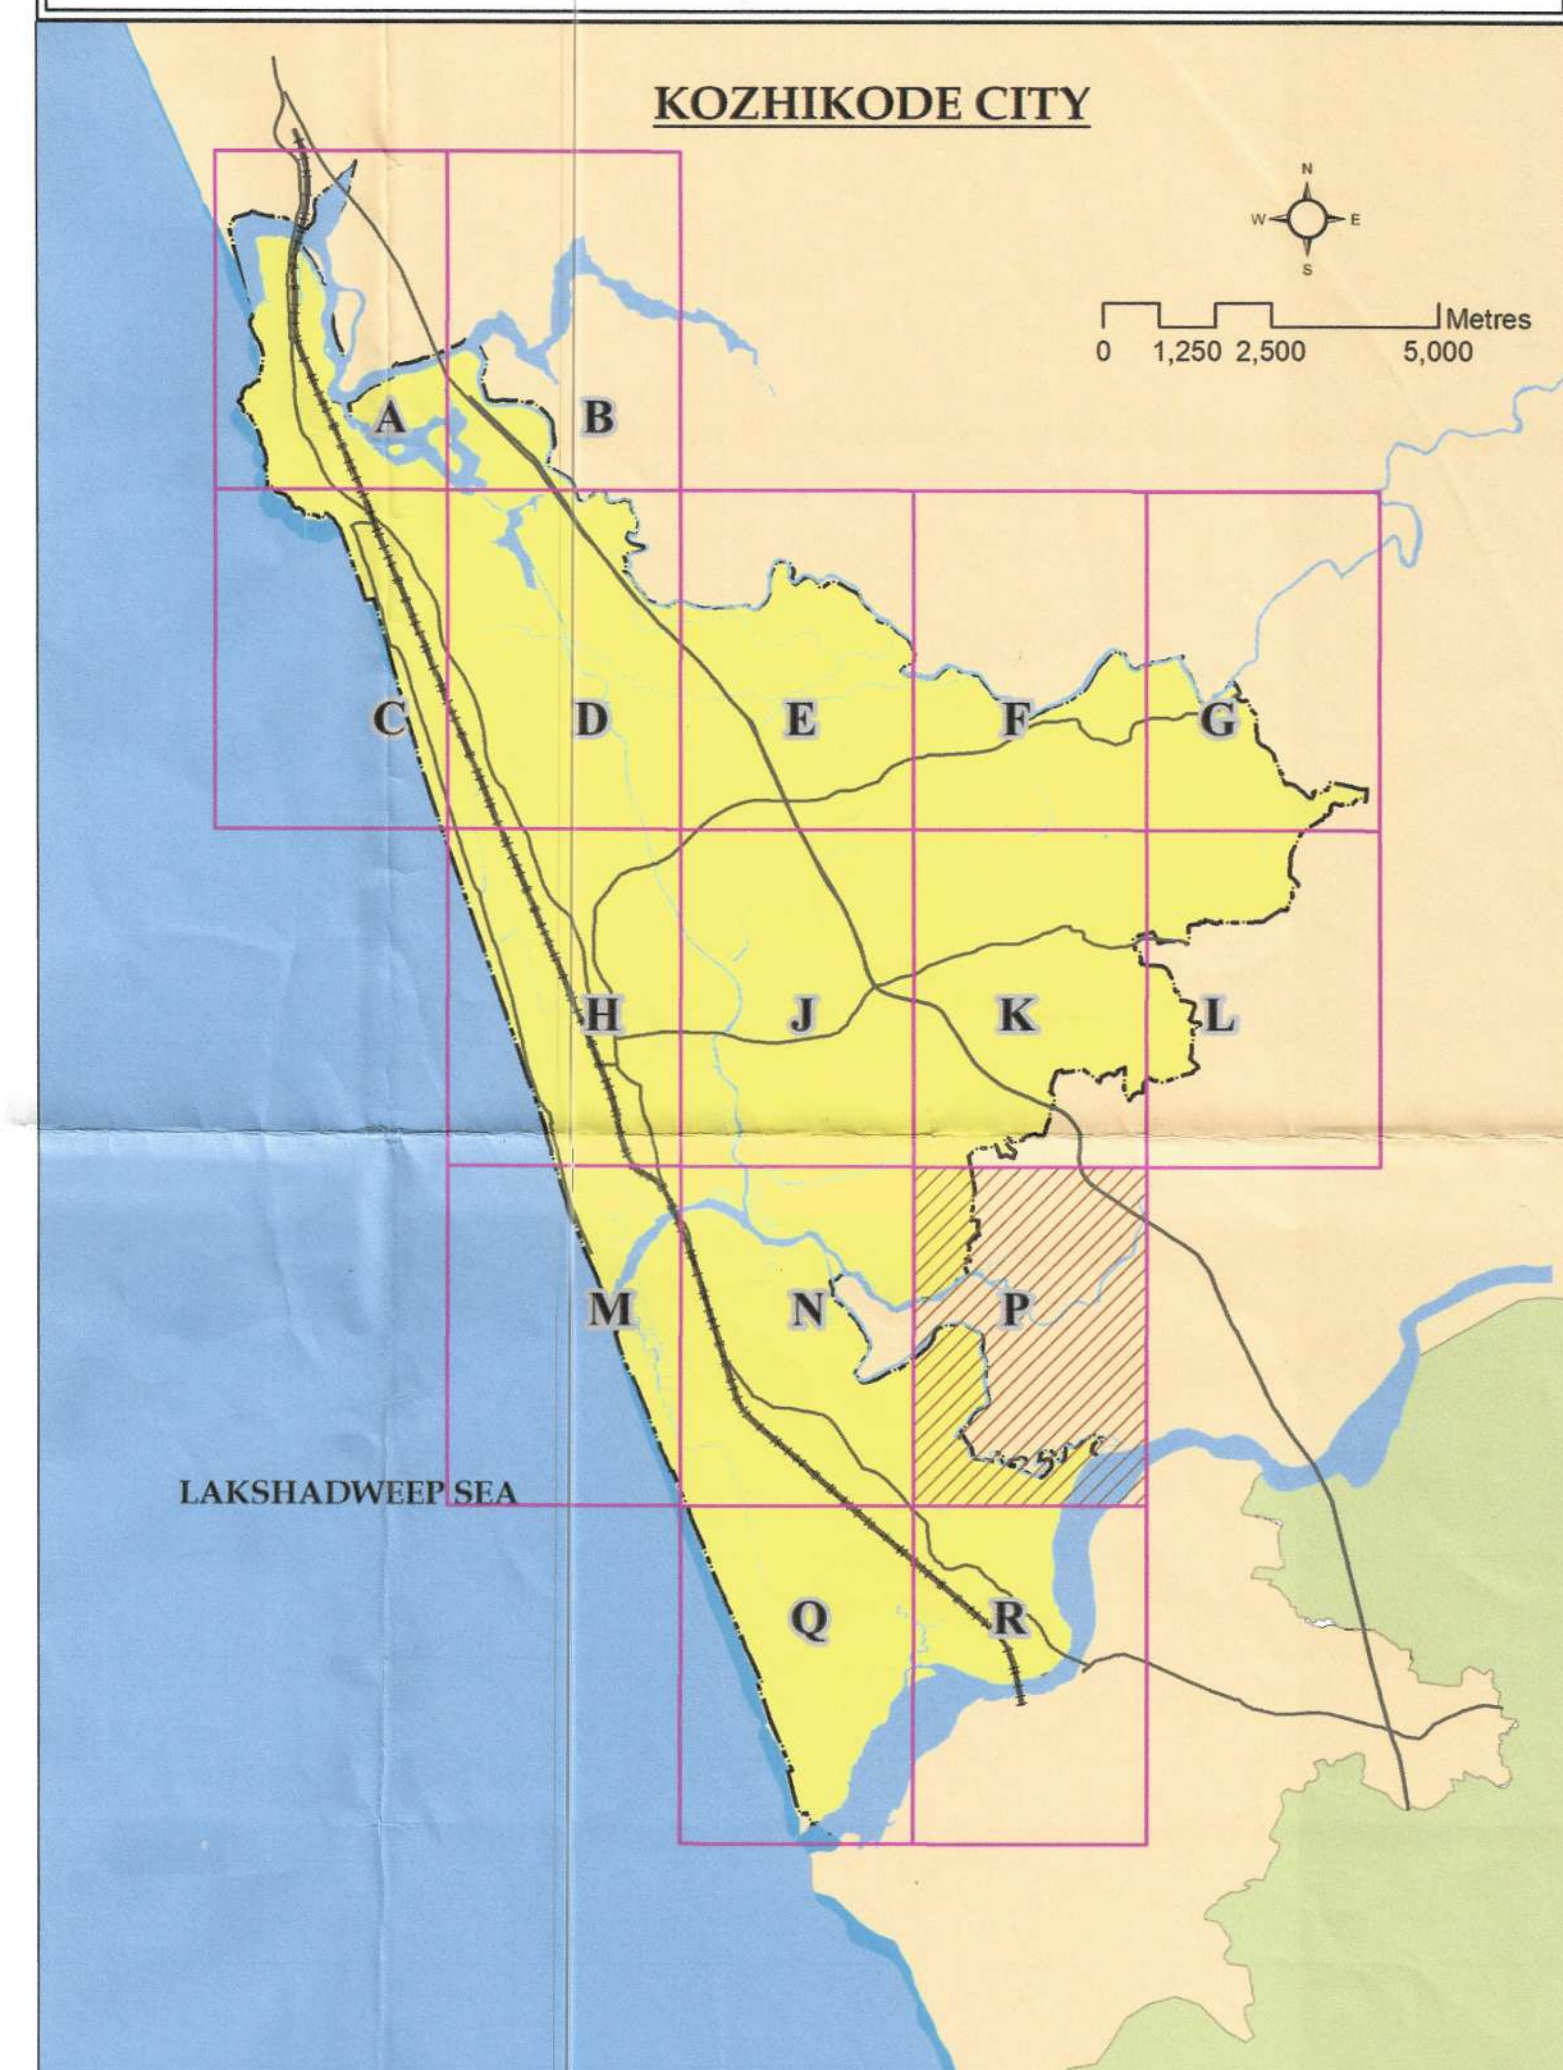 KOZHIKODE CITY
N
W E
S
Metres
0 1,250 2,500 5,000
A B
C D E F G
H J K L
M N P
LAKSHADWEEP SEA
Q R